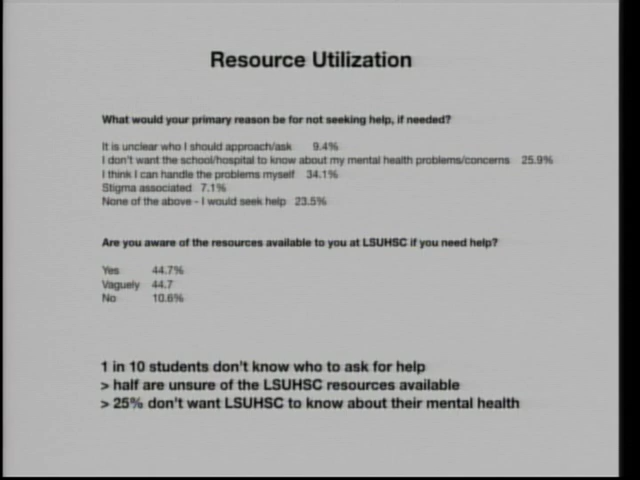 Resource Utilization
What would your primary reason be for not seeking help, if needed?
It is unclear who I should approach/ask 9.4%
I don't want the school/hospital to know about my mental health problems/concerns 25.9%
I think I can handle the problems myself 34.1%
Stigma associated 7.1%
None of the above - I would seek help 23.5%
Are you aware of the resources available to you at LSUHSC if you need help?
Yes 44.7%
Vaguely 44.7
No 10.6%
1 in 10 students don't know who to ask for help
> half are unsure of the LSUHSC resources available
> 25% don't want LSUHSC to know about their mental health